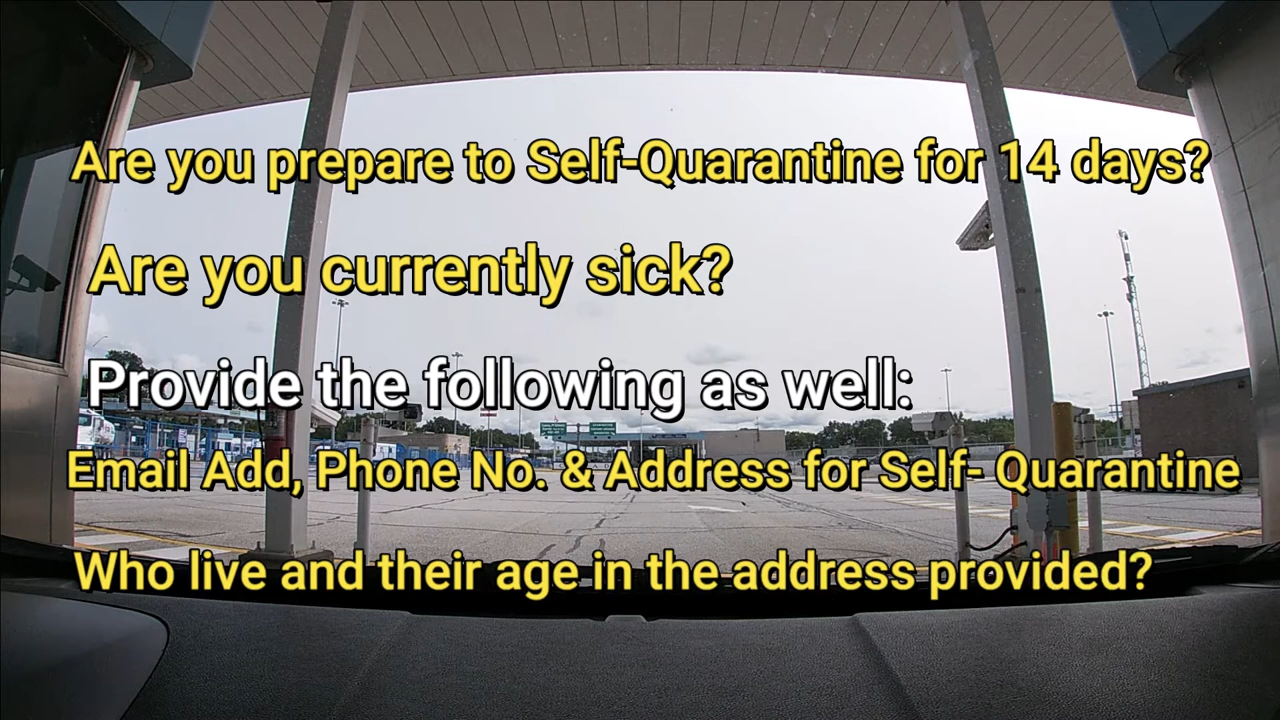 Are you prepare to Self-Quarantine for 14 days?
Are you currently sick?
Provide the following as well:
Email Add, Phone No. & Address for Self- Quarantine
Who live and their age in the address provided?